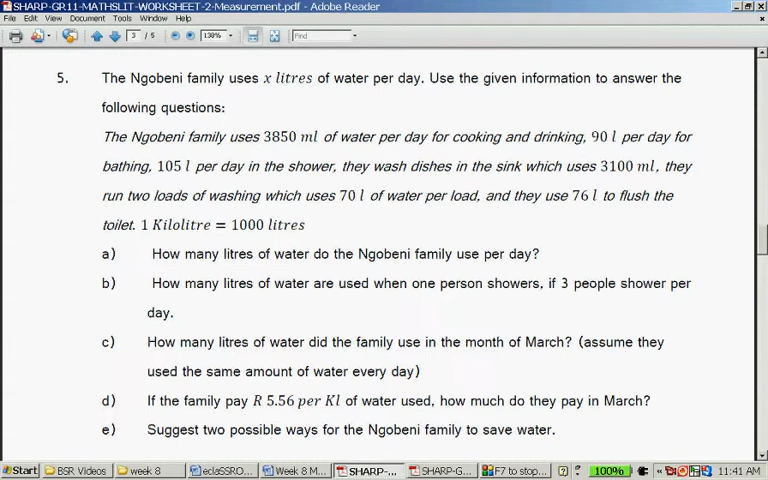 SHARP-GR11-MATHSLIT-WORKSHEET-2-Measurement.pdf - Adobe Reader
File Edit View Document Tools Window Help
3 / 5 138% Find
5. The Ngobeni family uses x litres of water per day. Use the given information to answer the
following questions:
The Ngobeni family uses 3850 ml of water per day for cooking and drinking, 90 l per day for
bathing, 105 l per day in the shower, they wash dishes in the sink which uses 3100 ml, they
run two loads of washing which uses 70 l of water per load, and they use 76 l to flush the
toilet. 1 Kilolitre = 1000 litres
a) How many litres of water do the Ngobeni family use per day?
b) How many litres of water are used when one person showers, if 3 people shower per
day.
c) How many litres of water did the family use in the month of March? (assume they
used the same amount of water every day)
d) If the family pay R 5.56 per Kl of water used, how much do they pay in March?
e) Suggest two possible ways for the Ngobeni family to save water.
Start BSR Videos week 8 eclaSSRO... Week 8 M... SHARP-... SHARP-G... F7 to stop... 100% « 11:41 AM